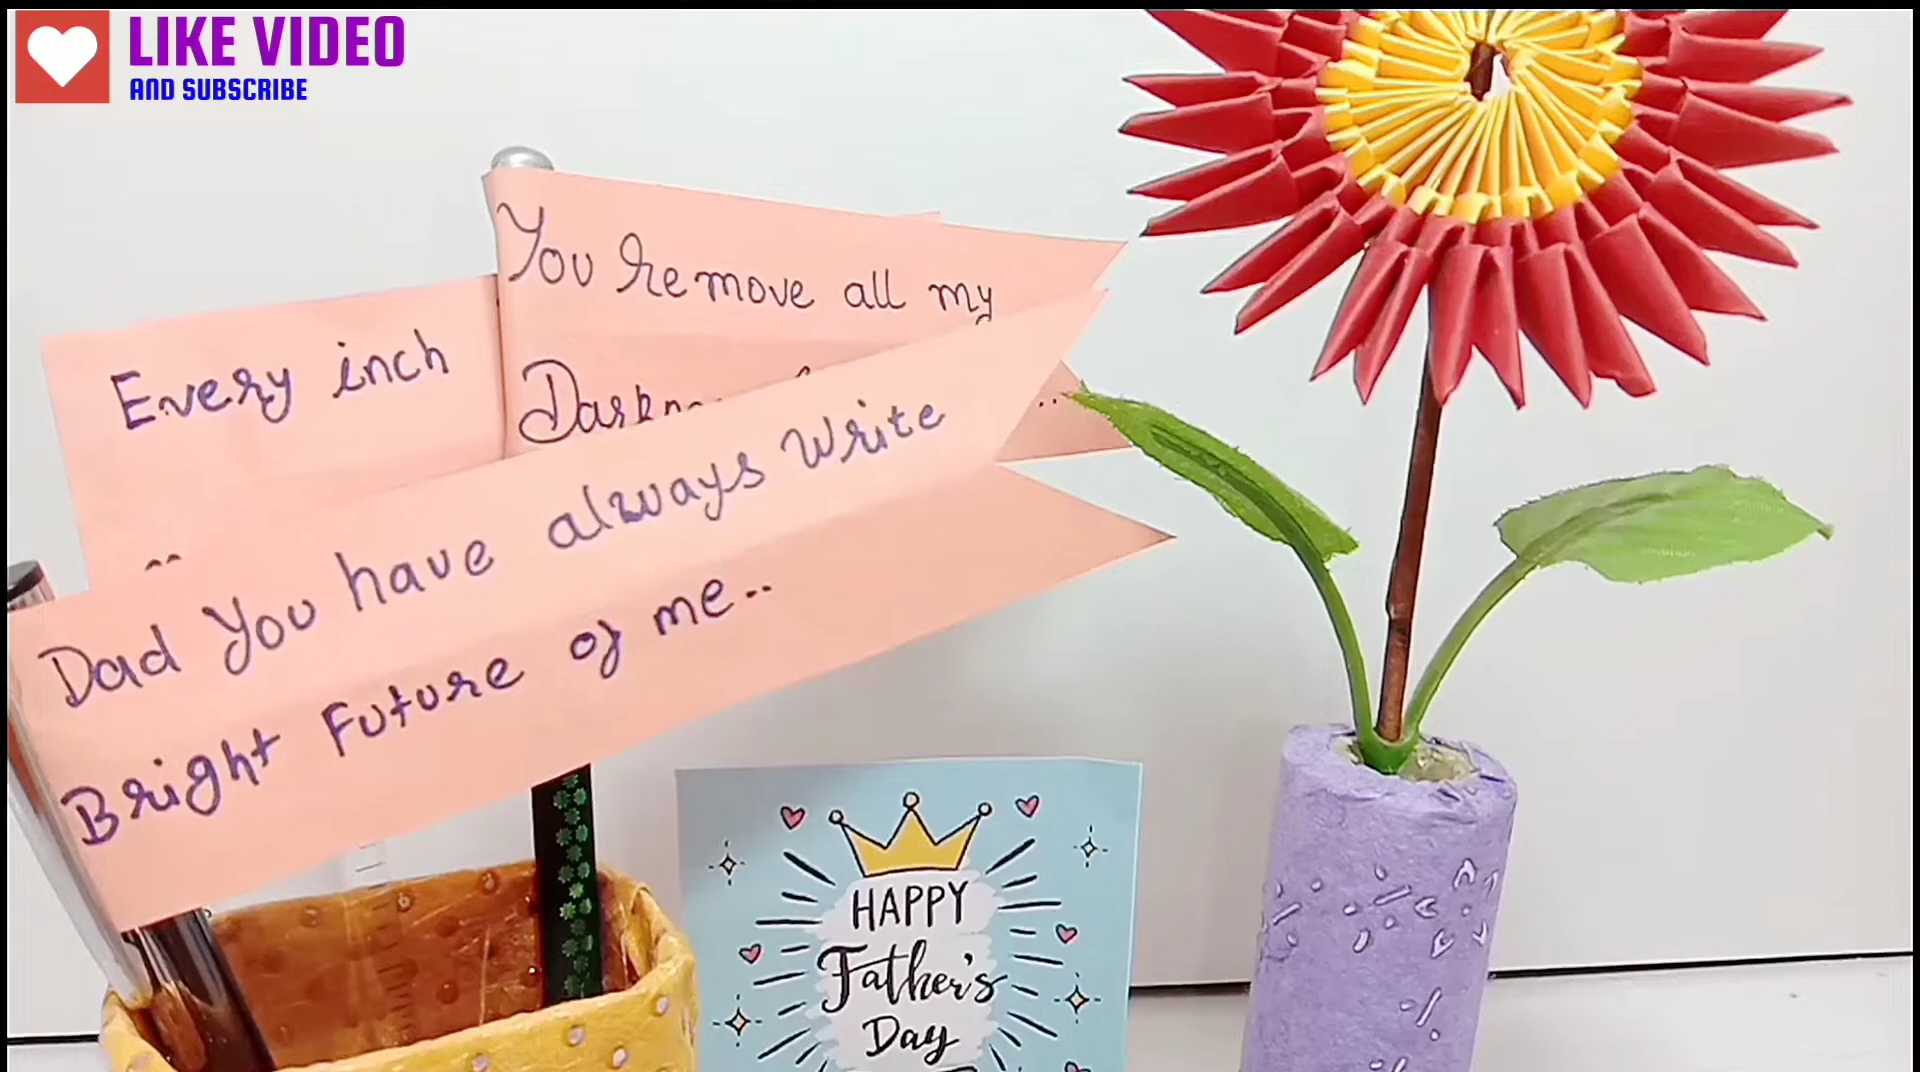 LIKE VIDEO
AND SUBSCRIBE
You remove all my
Every inch
Dad You have always Write
Bright Future of me..
HAPPY
Father's
Day